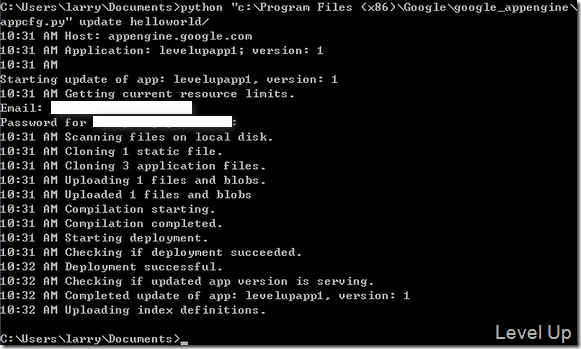 C:\Users\larry\Documents>python "c:\Program Files (x86)\Google\google_appengine\
appcfg.py" update helloworld/
10:31 AM Host: appengine.google.com
10:31 AM Application: levelupapp1; version: 1
10:31 AM
Starting update of app: levelupapp1, version: 1
10:31 AM Getting current resource limits.
Email:
Password for :
10:31 AM Scanning files on local disk.
10:31 AM Cloning 1 static file.
10:31 AM Cloning 3 application files.
10:31 AM Uploading 1 files and blobs.
10:31 AM Uploaded 1 files and blobs
10:31 AM Compilation starting.
10:31 AM Compilation completed.
10:31 AM Starting deployment.
10:31 AM Checking if deployment succeeded.
10:32 AM Deployment successful.
10:32 AM Checking if updated app version is serving.
10:32 AM Completed update of app: levelupapp1, version: 1
10:32 AM Uploading index definitions.
C:\Users\larry\Documents>_
Level Up